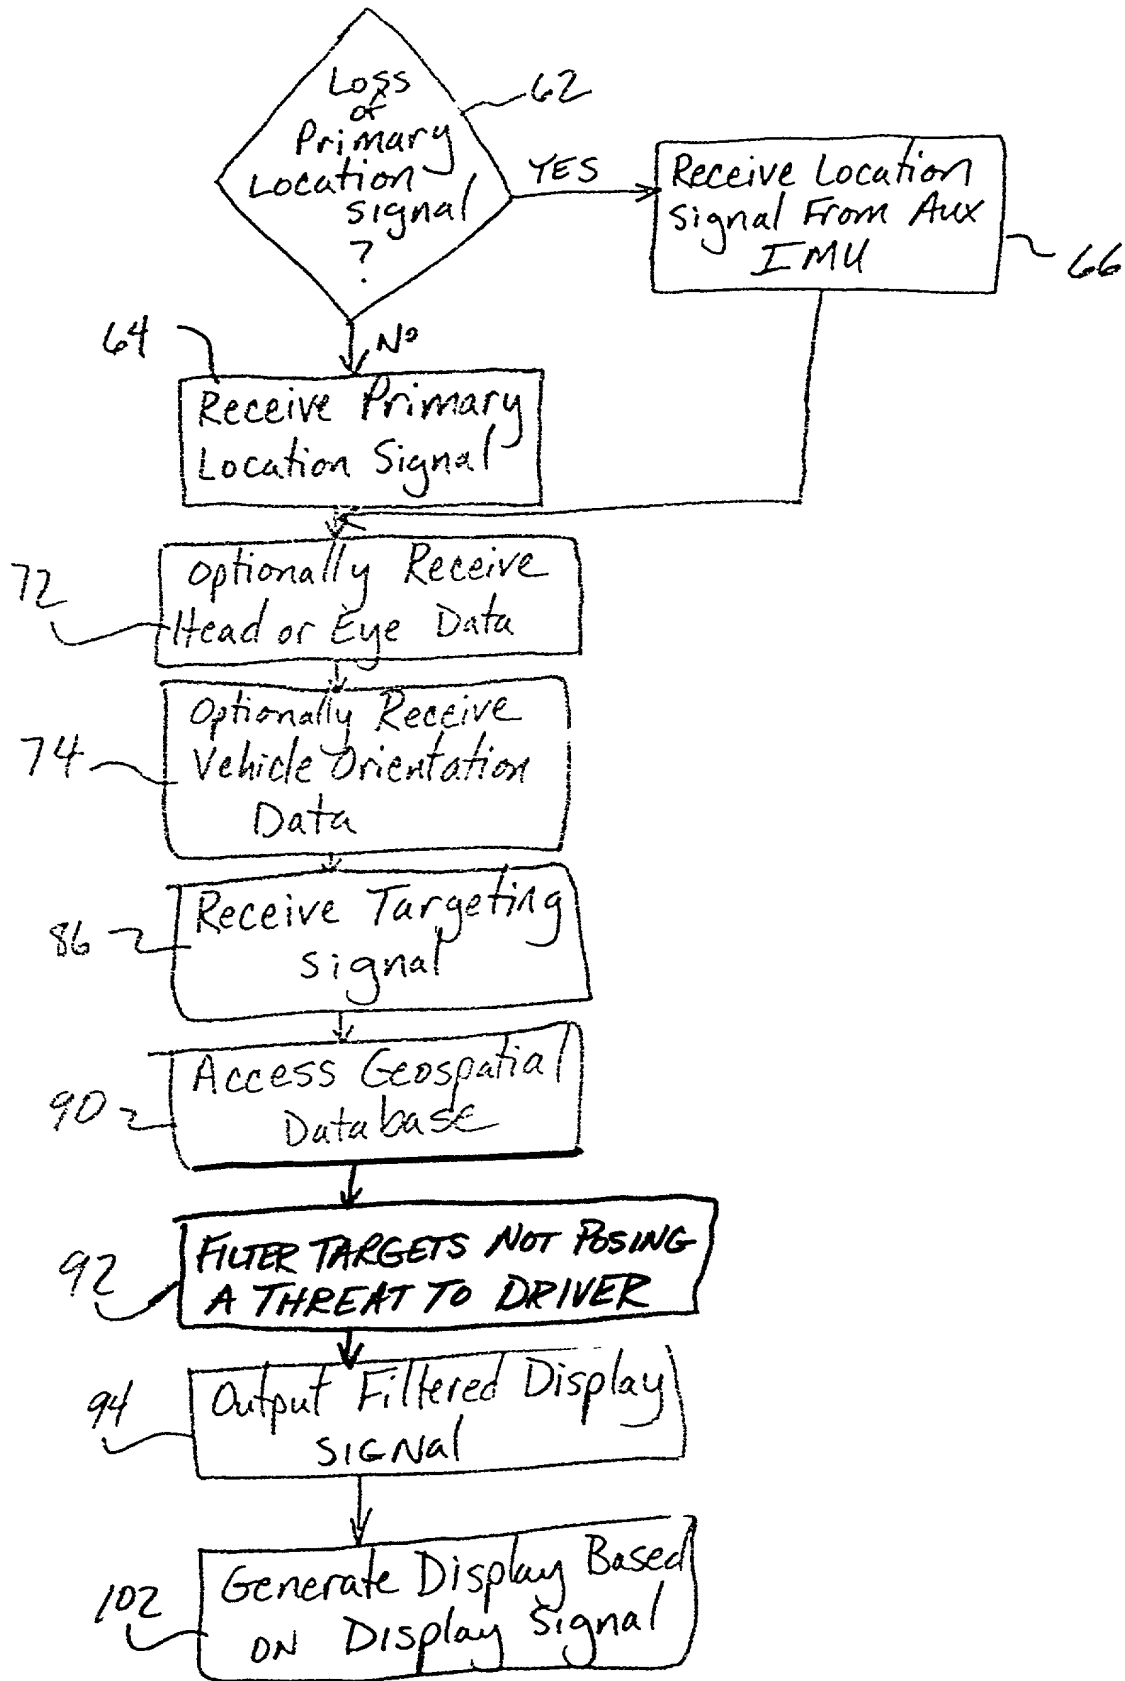 Loss
of
Primary
Location
signal
?
62
YES
Receive Location
signal From Aux
IMU
66
No
64
Receive Primary
Location Signal
72
Optionally Receive
Head or Eye Data
74
Optionally Receive
Vehicle Orientation
Data
86
Receive Targeting
signal
90
Access Geospatial
Database
92
FILTER TARGETS NOT POSING
A THREAT TO DRIVER
94
Output Filtered Display
SIGNal
102
Generate Display Based
ON Display Signal